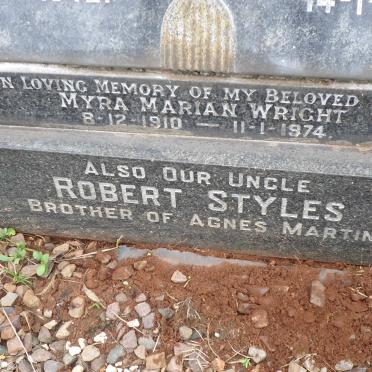 IN LOVING MEMORY OF MY BELOVED
MYRA MARIAN WRIGHT
8-12-1910 — 11-1-1974
ALSO OUR UNCLE
ROBERT STYLES
BROTHER OF AGNES MARTIN